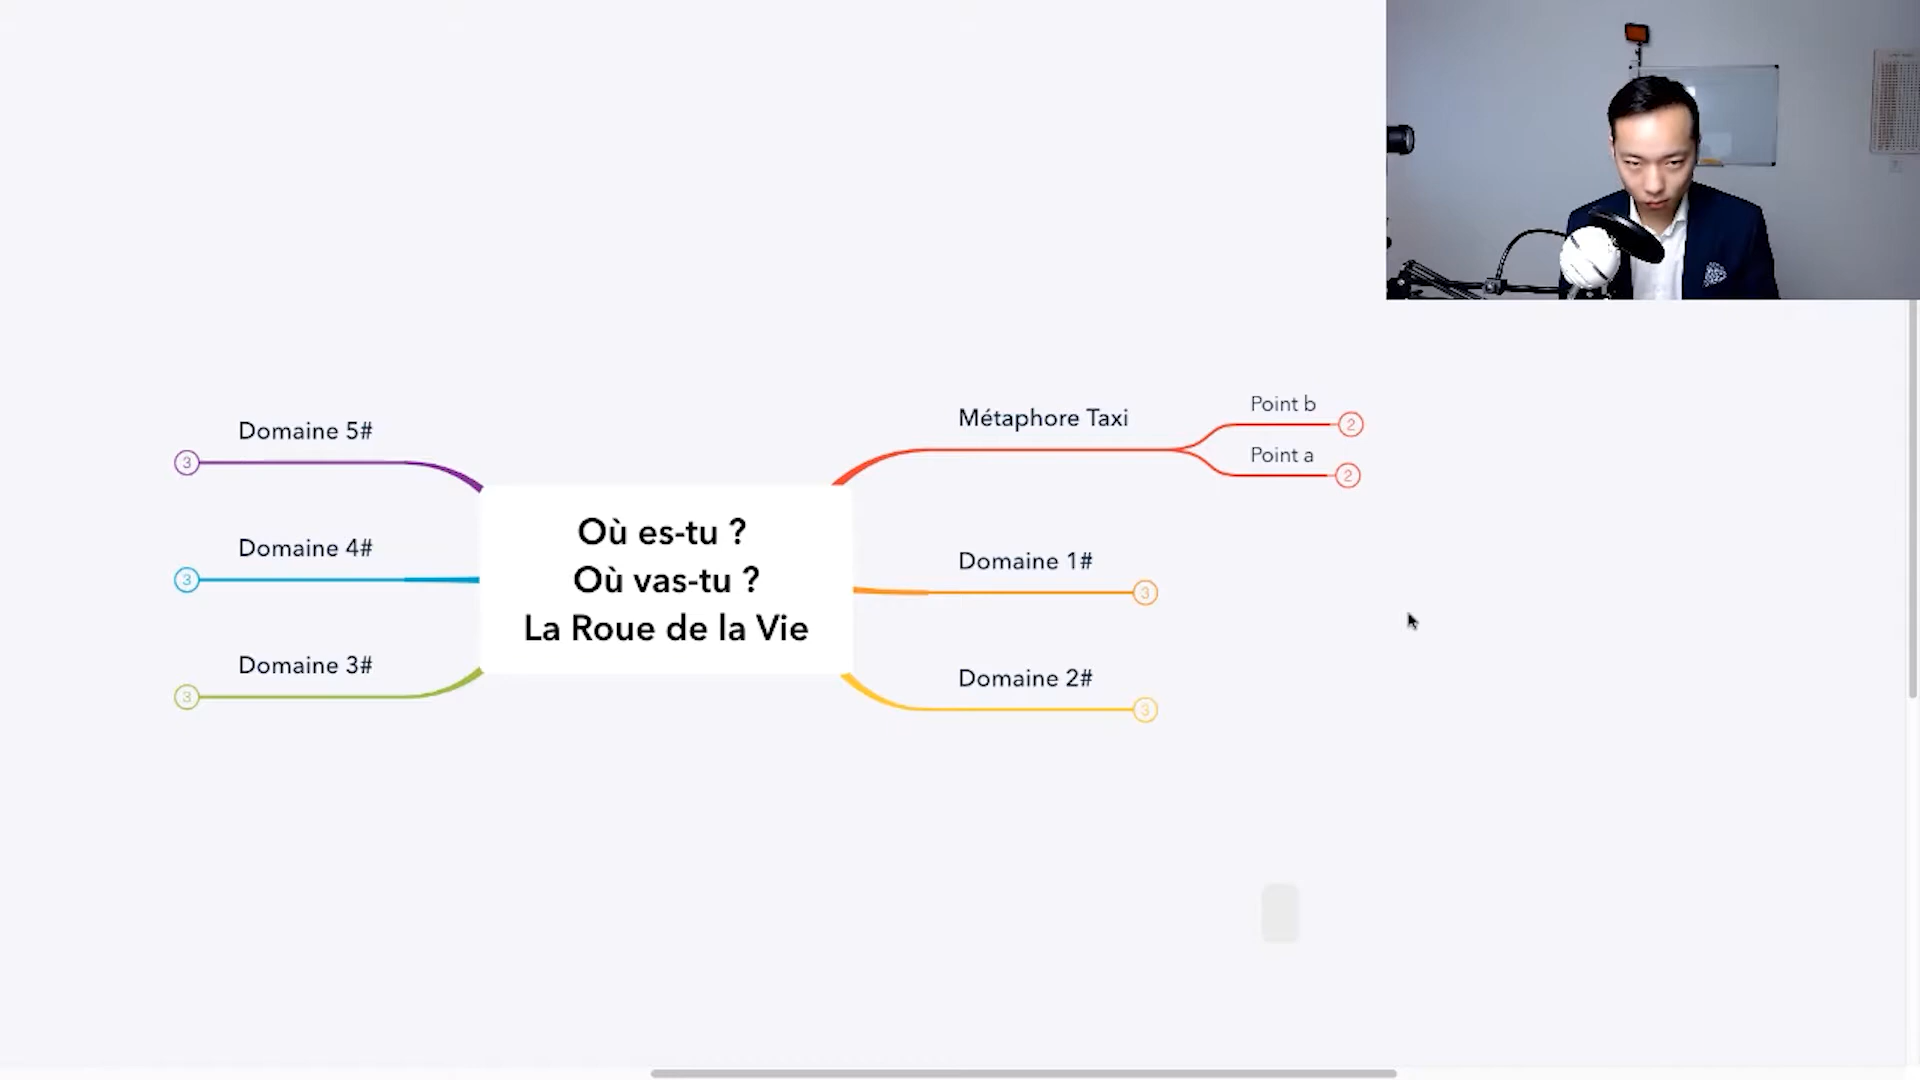 Où es-tu ?
Où vas-tu ?
La Roue de la Vie
Métaphore Taxi
Point b
2
Point a
2
Domaine 1#
3
Domaine 2#
3
Domaine 5#
3
Domaine 4#
3
Domaine 3#
3